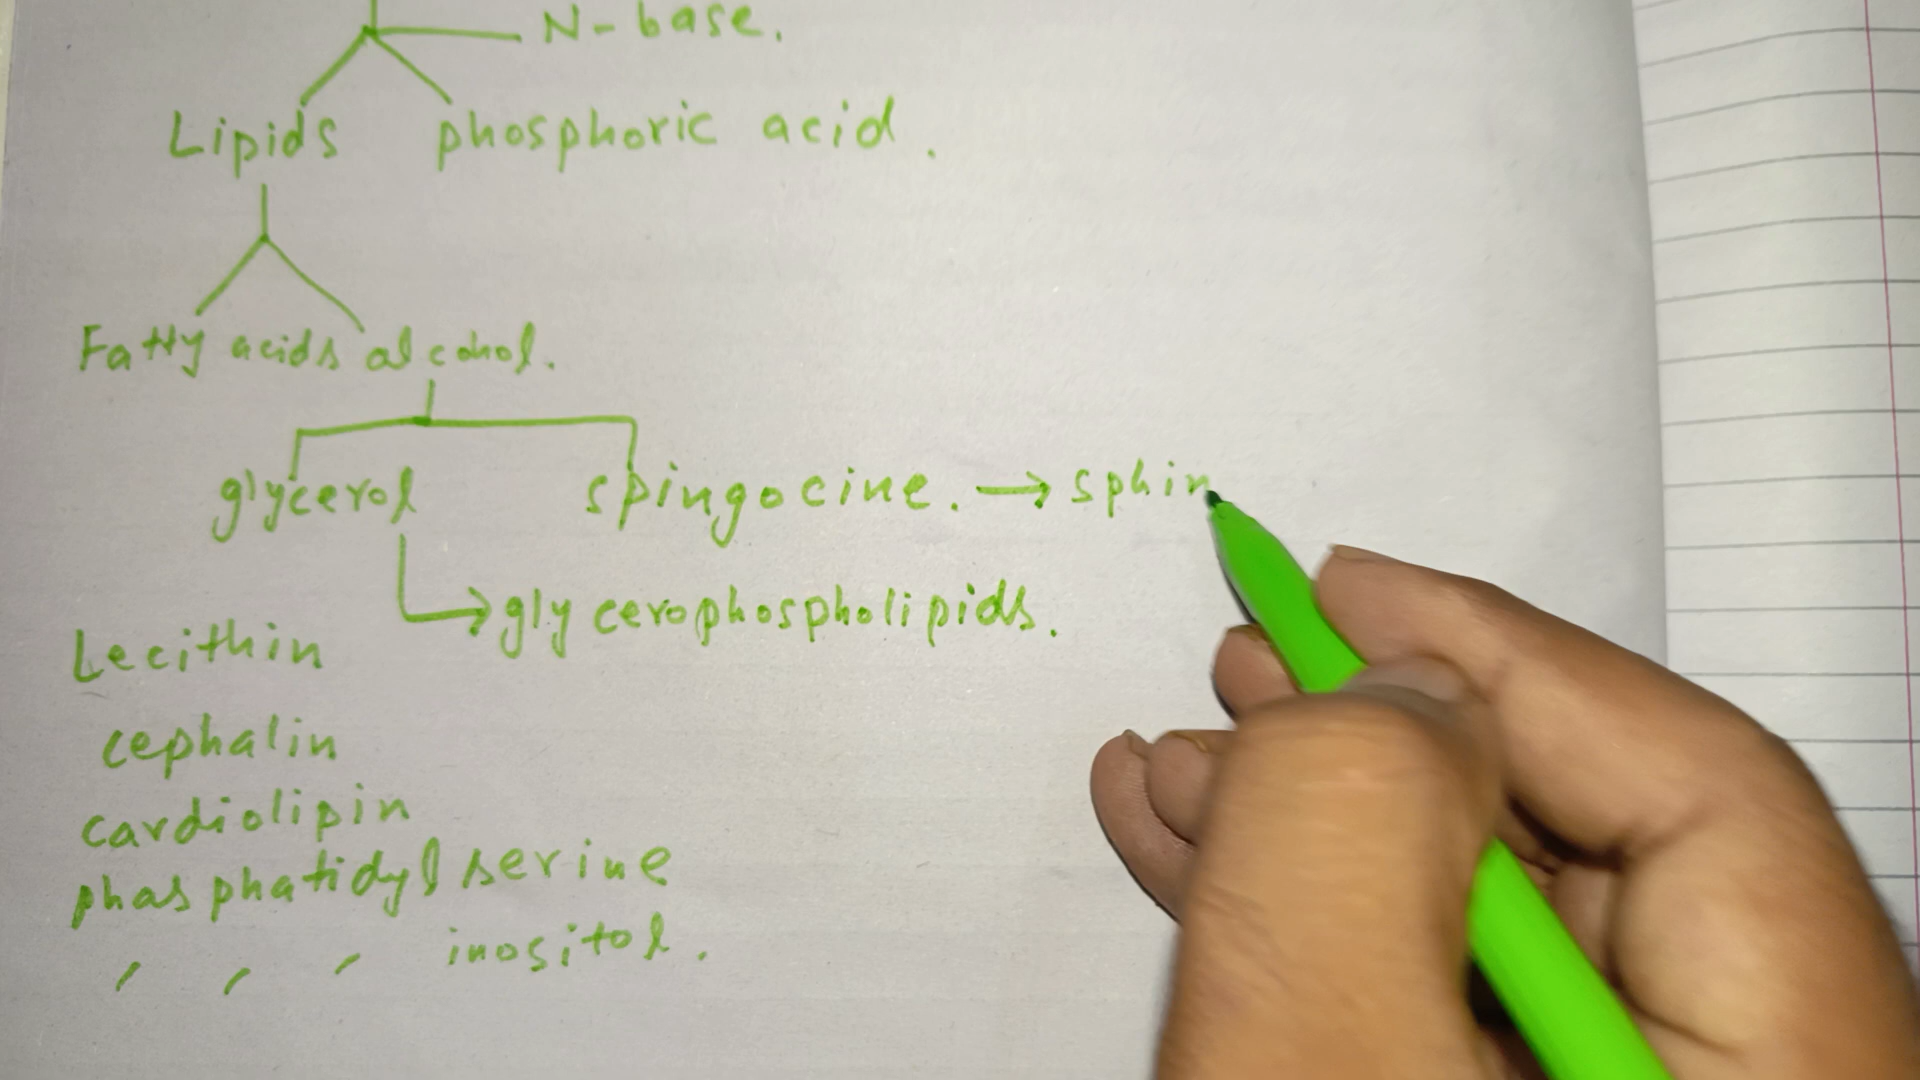 N-base.
Lipids phosphoric acid.
Fatty acids alcohol.
glycerol spingocine. → sphin
glycerophospholipids.
Lecithin
cephalin
cardiolipin
phasphatidyl serine
" " " inositol.